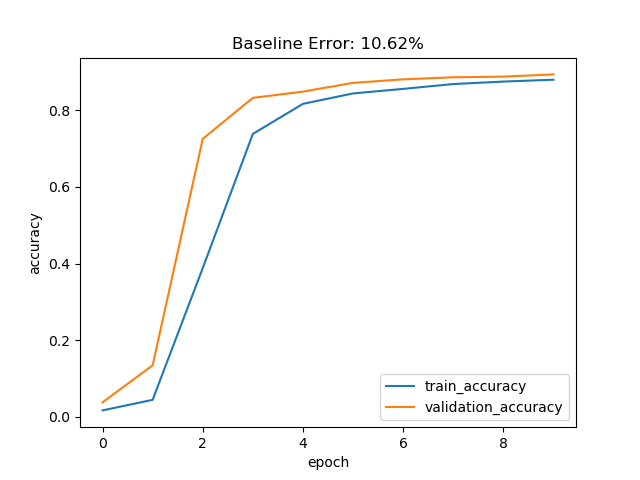 Baseline Error: 10.62%
accuracy
0.8
0.6
0.4
0.2
0.0
0 2 4 6 8
epoch
train_accuracy
validation_accuracy